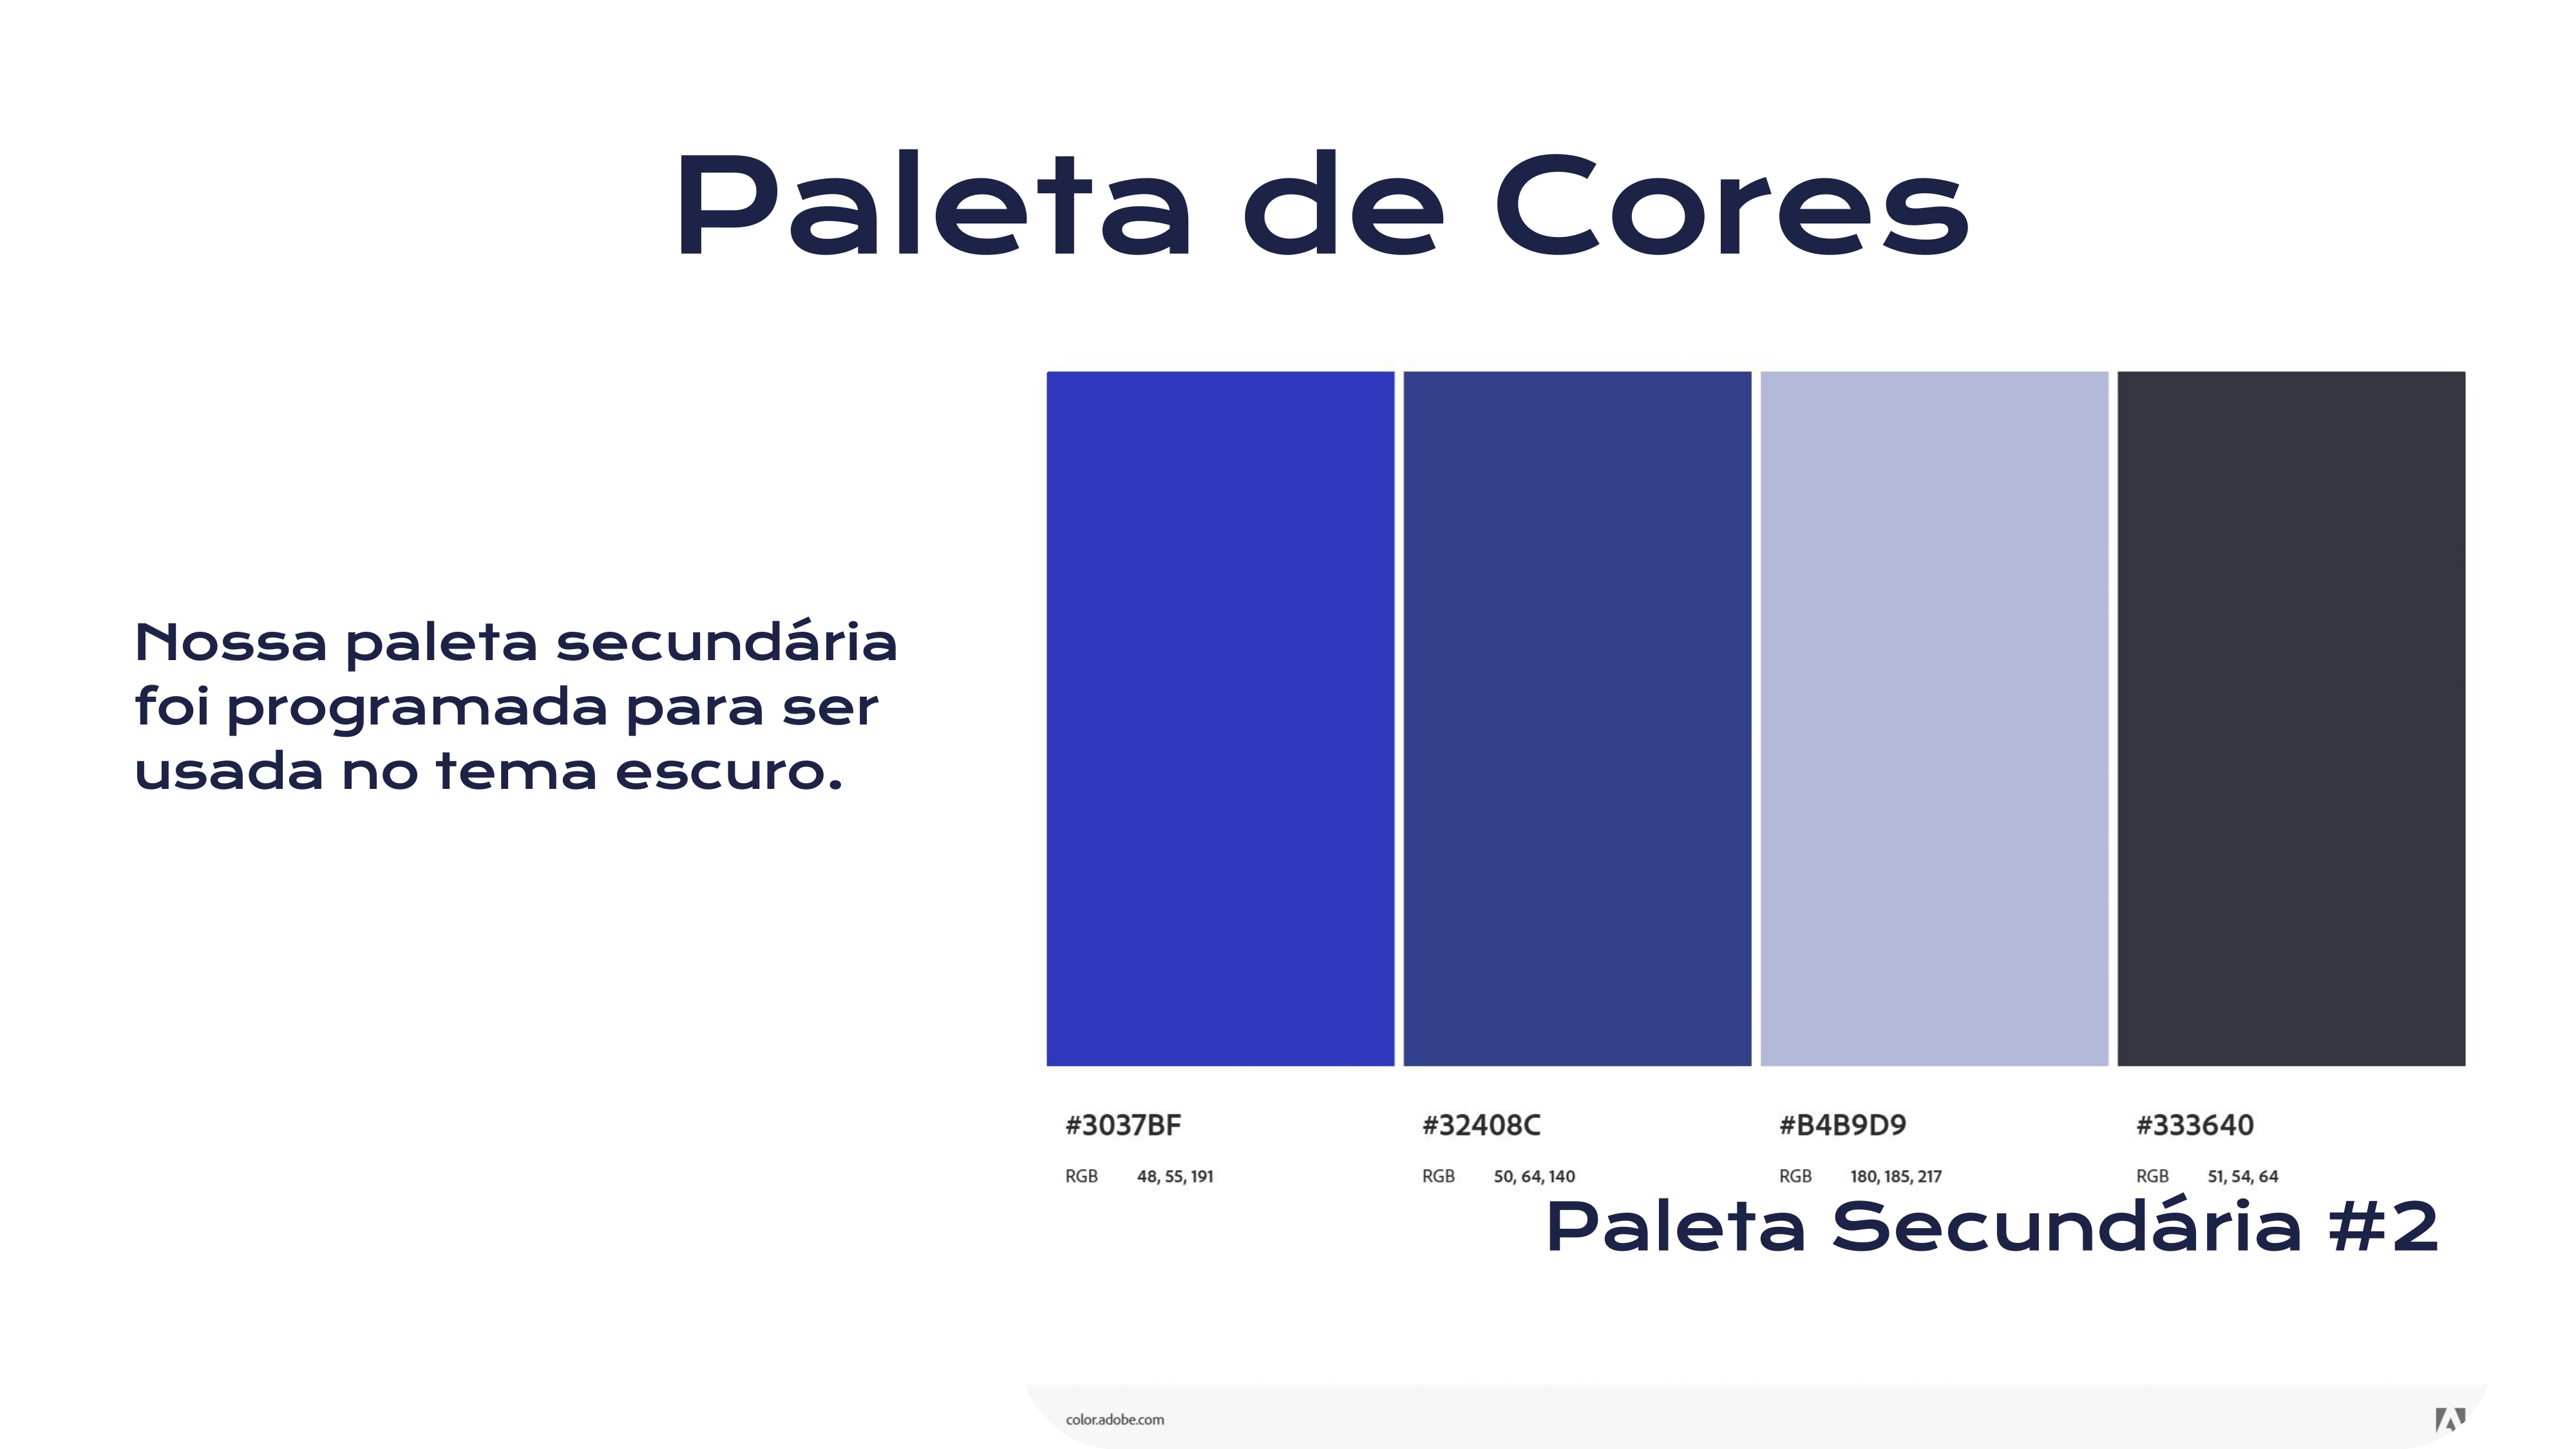 Paleta de Cores
Nossa paleta secundária
foi programada para ser
usada no tema escuro.
#3037BF
RGB 48, 55, 191
#32408C
RGB 50, 64, 140
#B4B9D9
RGB 180, 185, 217
#333640
RGB 51, 54, 64
Paleta Secundária #2
color.adobe.com